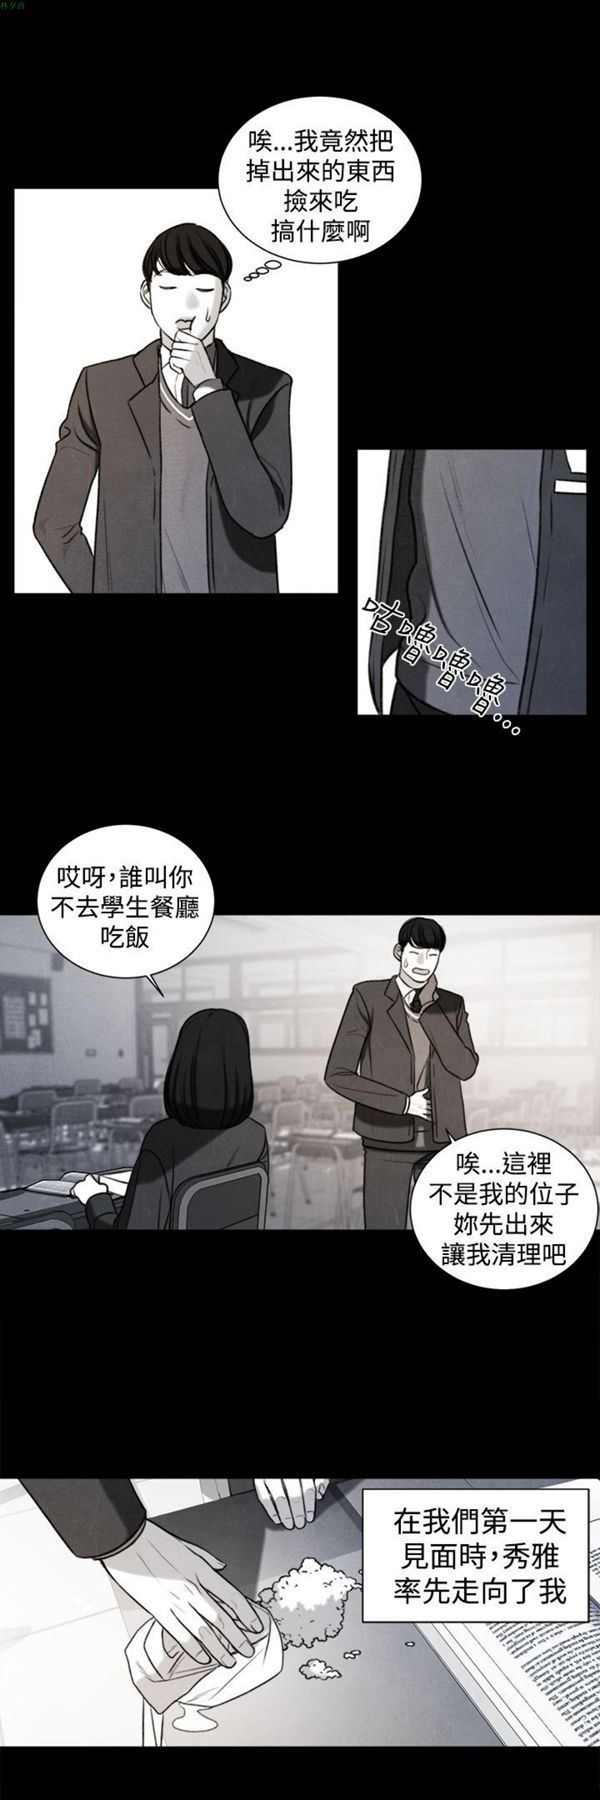 林夕西
唉...我竟然把
掉出來的東西
撿來吃
搞什麼啊
咕嚕嚕嚕...
哎呀,誰叫你
不去學生餐廳
吃飯
唉...這裡
不是我的位子
妳先出來
讓我清理吧
在我們第一天
見面時,秀雅
率先走向了我